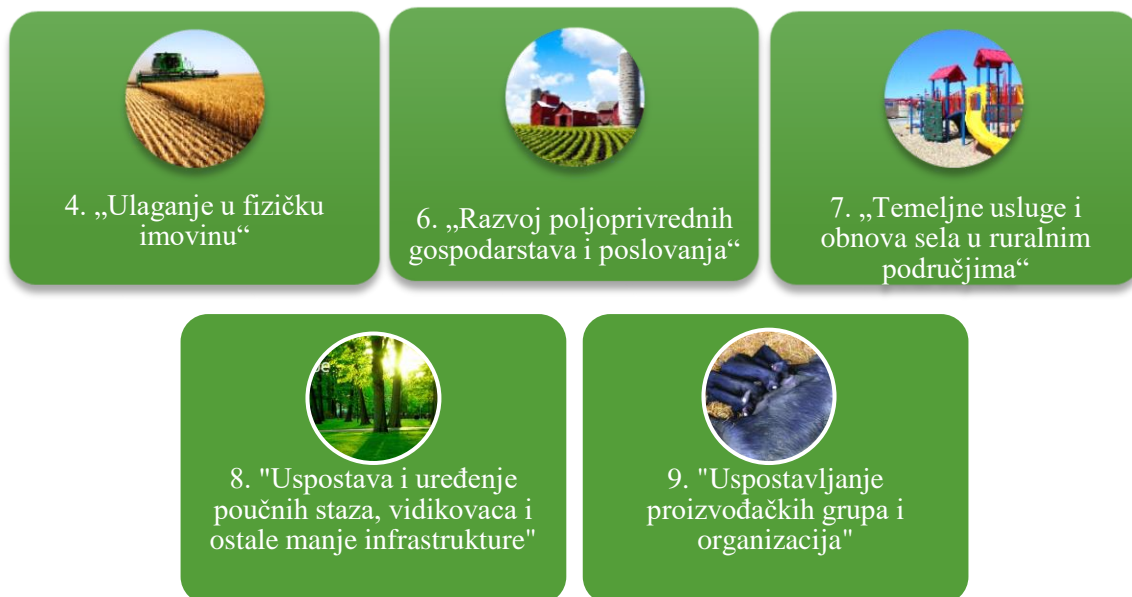 4. „Ulaganje u fizičku
imovinu“
6. „Razvoj poljoprivrednih
gospodarstava i poslovanja“
7. „Temeljne usluge i
obnova sela u ruralnim
područjima“
8. "Uspostava i uređenje
poučnih staza, vidikovaca i
ostale manje infrastrukture"
9. "Uspostavljanje
proizvođačkih grupa i
organizacija"